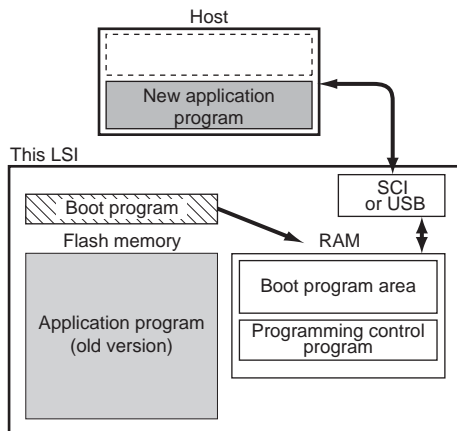 Host
New application
program
This LSI
SCI
or USB
Boot program
Flash memory
RAM
Boot program area
Application program
(old version)
Programming control
program